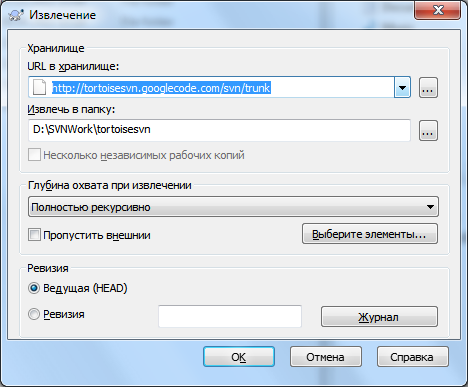 Извлечение
Хранилище
URL в хранилище:
http://tortoisesvn.googlecode.com/svn/trunk
...
Извлечь в папку:
D:\SVNWork\tortoisesvn
...
Несколько независимых рабочих копий
Глубина охвата при извлечении
Полностью рекурсивно
Пропустить внешнии
Выберите элементы...
Ревизия
Ведущая (HEAD)
Ревизия
Журнал
OK
Отмена
Справка